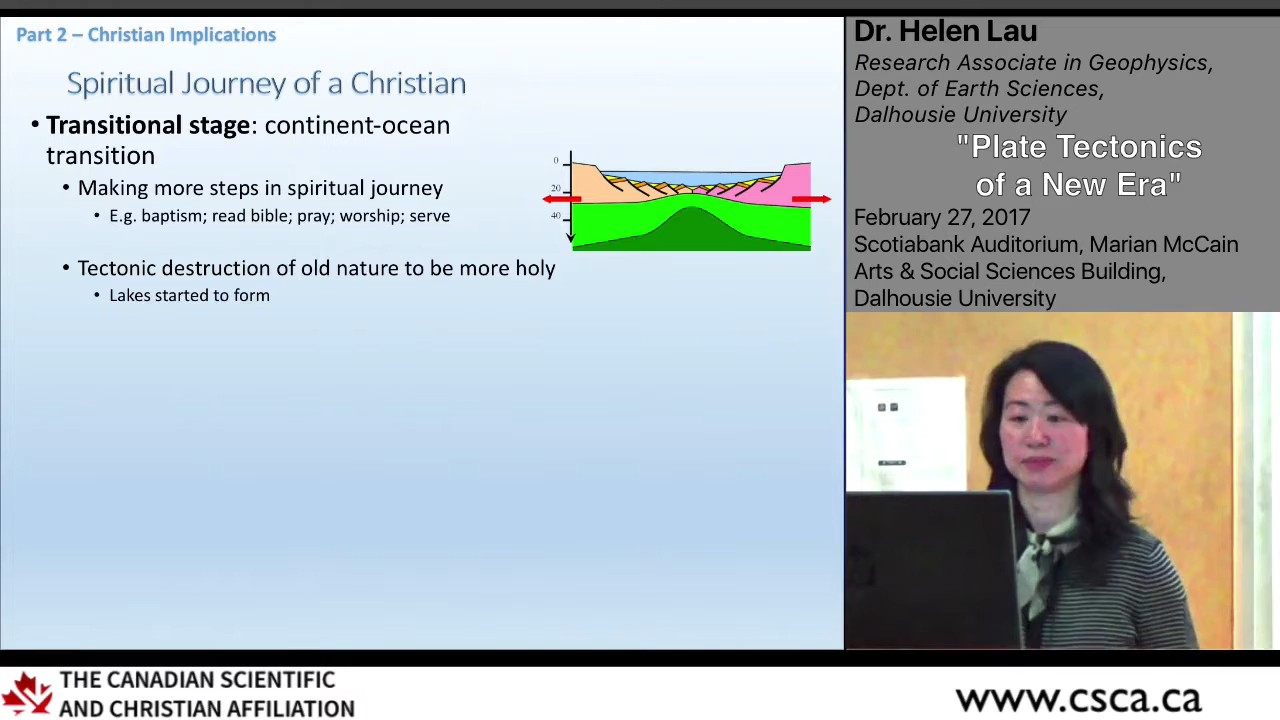 Part 2 – Christian Implications
Spiritual Journey of a Christian
• Transitional stage: continent-ocean
transition
• Making more steps in spiritual journey
• E.g. baptism; read bible; pray; worship; serve
• Tectonic destruction of old nature to be more holy
• Lakes started to form
0
20
40
Dr. Helen Lau
Research Associate in Geophysics,
Dept. of Earth Sciences,
Dalhousie University
"Plate Tectonics
of a New Era"
February 27, 2017
Scotiabank Auditorium, Marian McCain
Arts & Social Sciences Building,
Dalhousie University
THE CANADIAN SCIENTIFIC
AND CHRISTIAN AFFILIATION
www.csca.ca